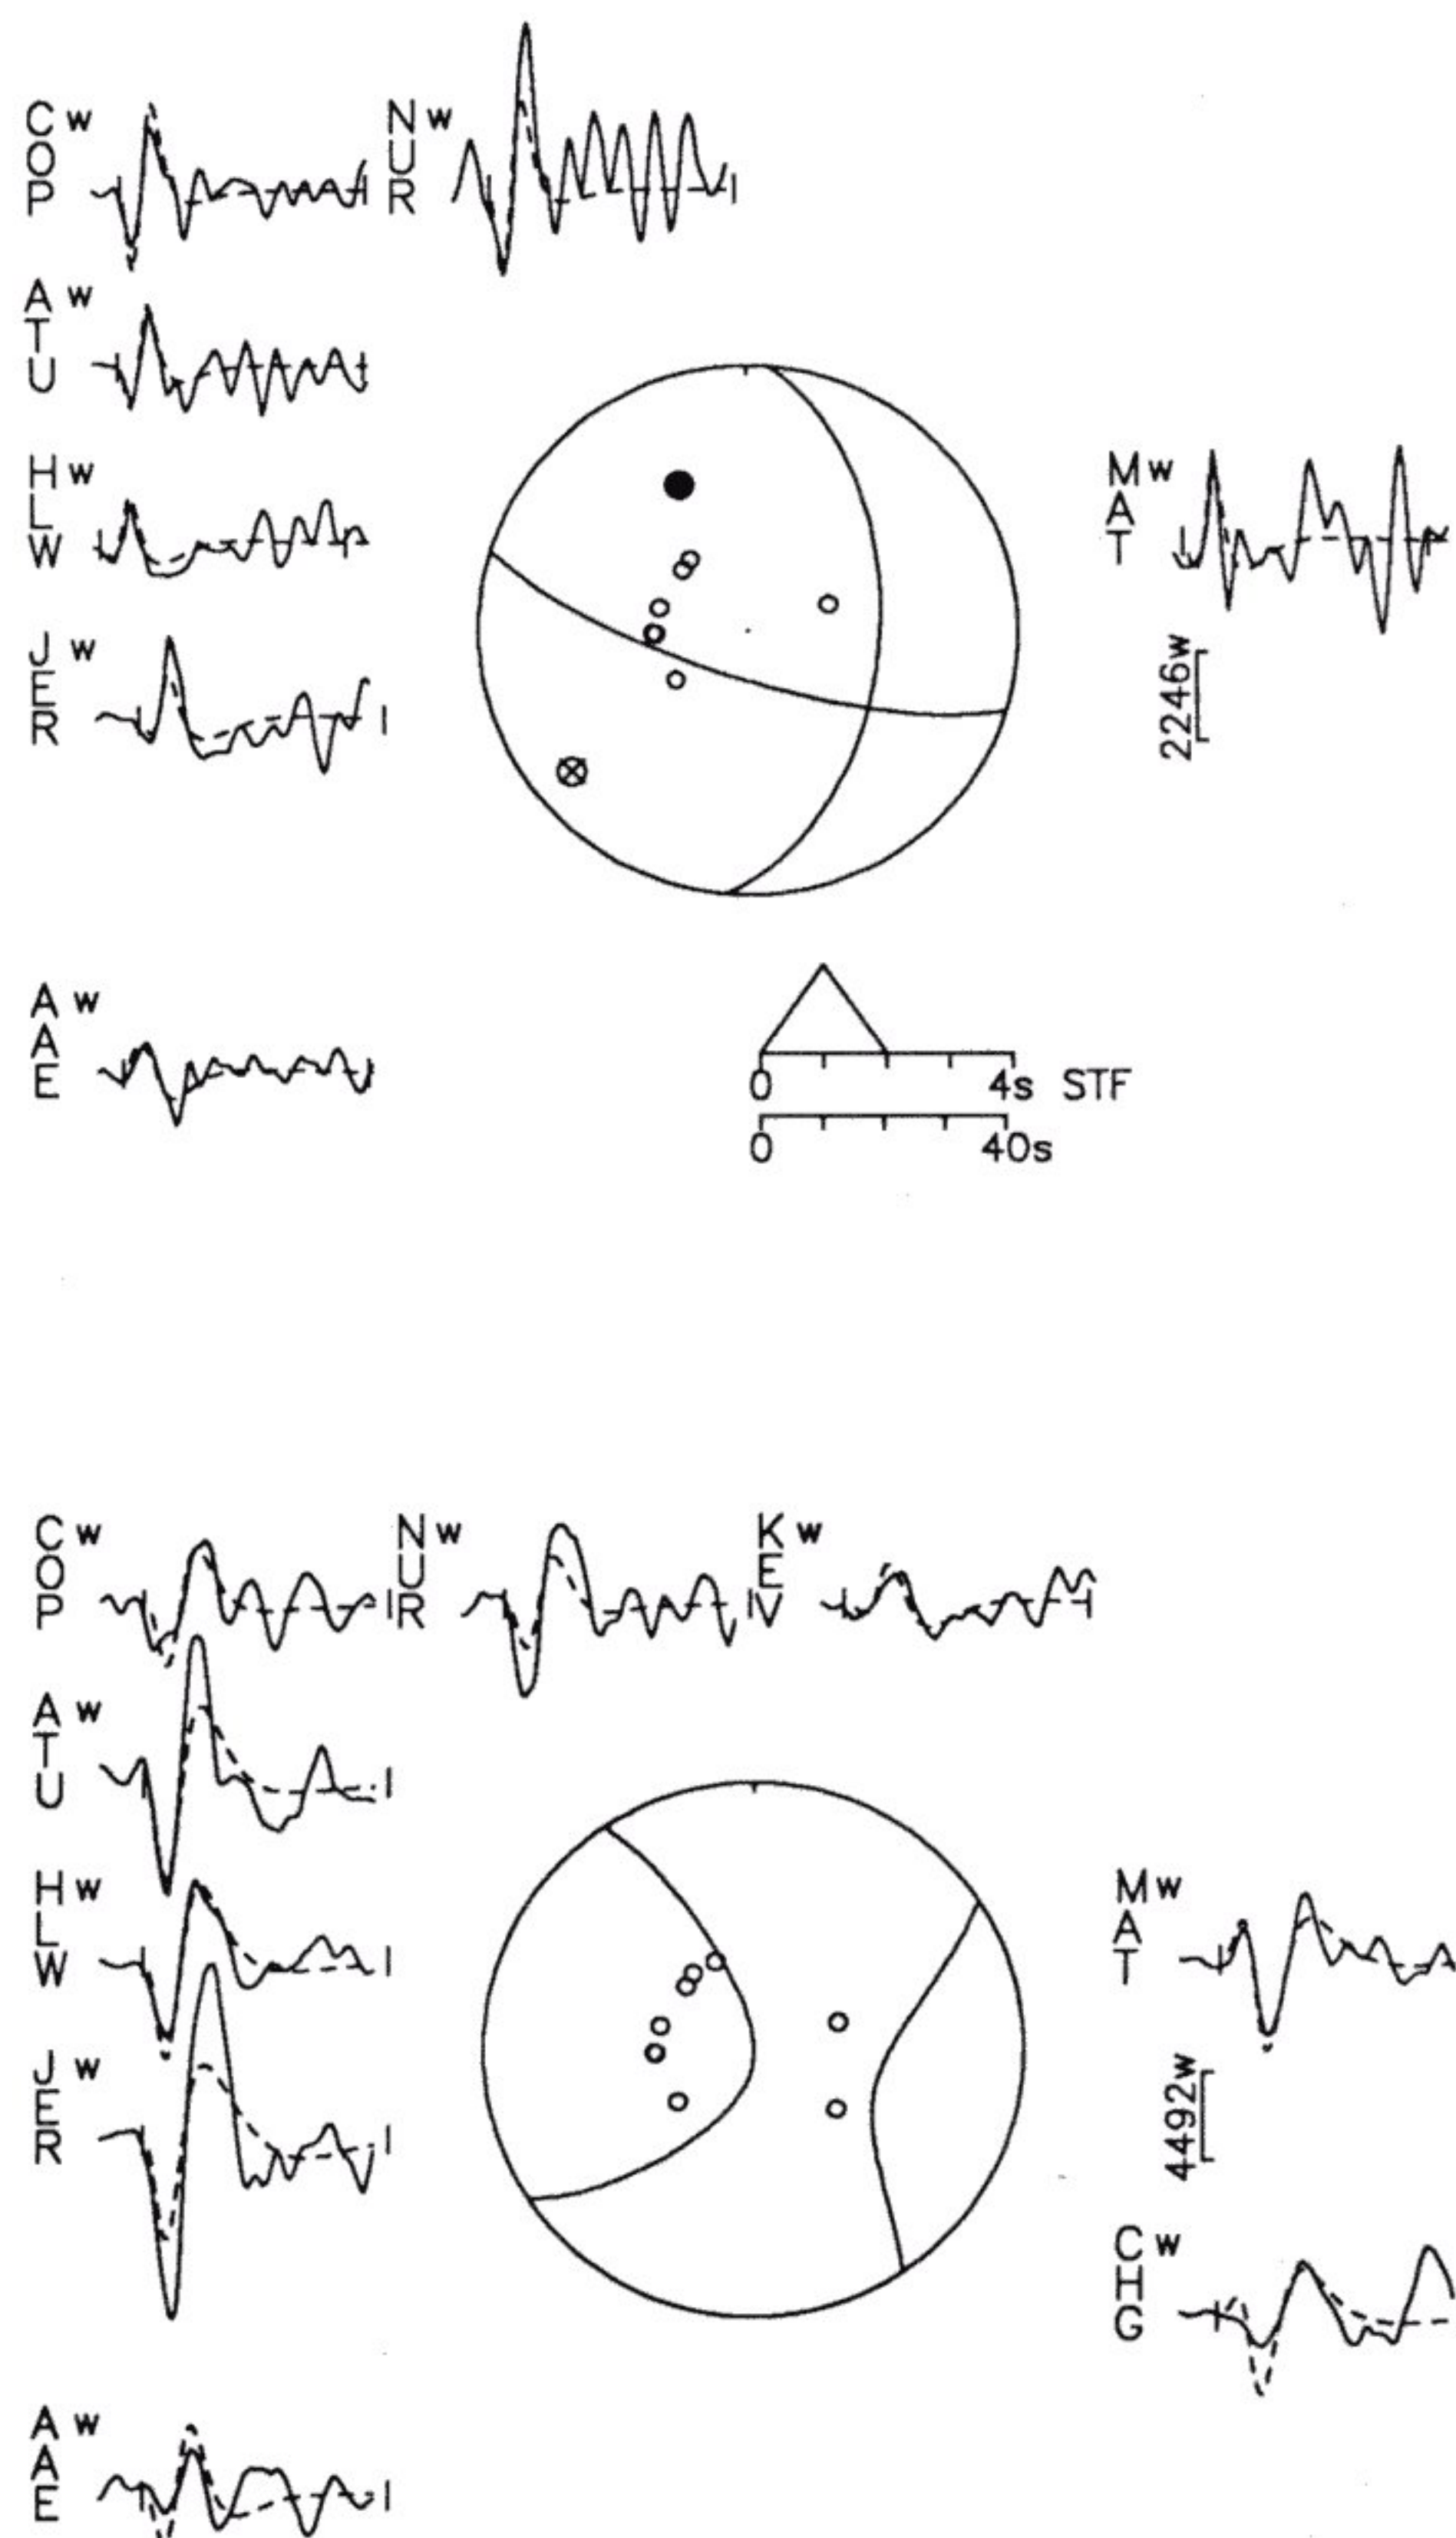 COP w
NUR w
ATU w
HLW w
MAT w
JER w
2246w
AAE w
0 4s STF
0 40s
COP w
NUR w
KEV w
ATU w
HLW w
MAT w
JER w
4492w
CHG w
AAE w